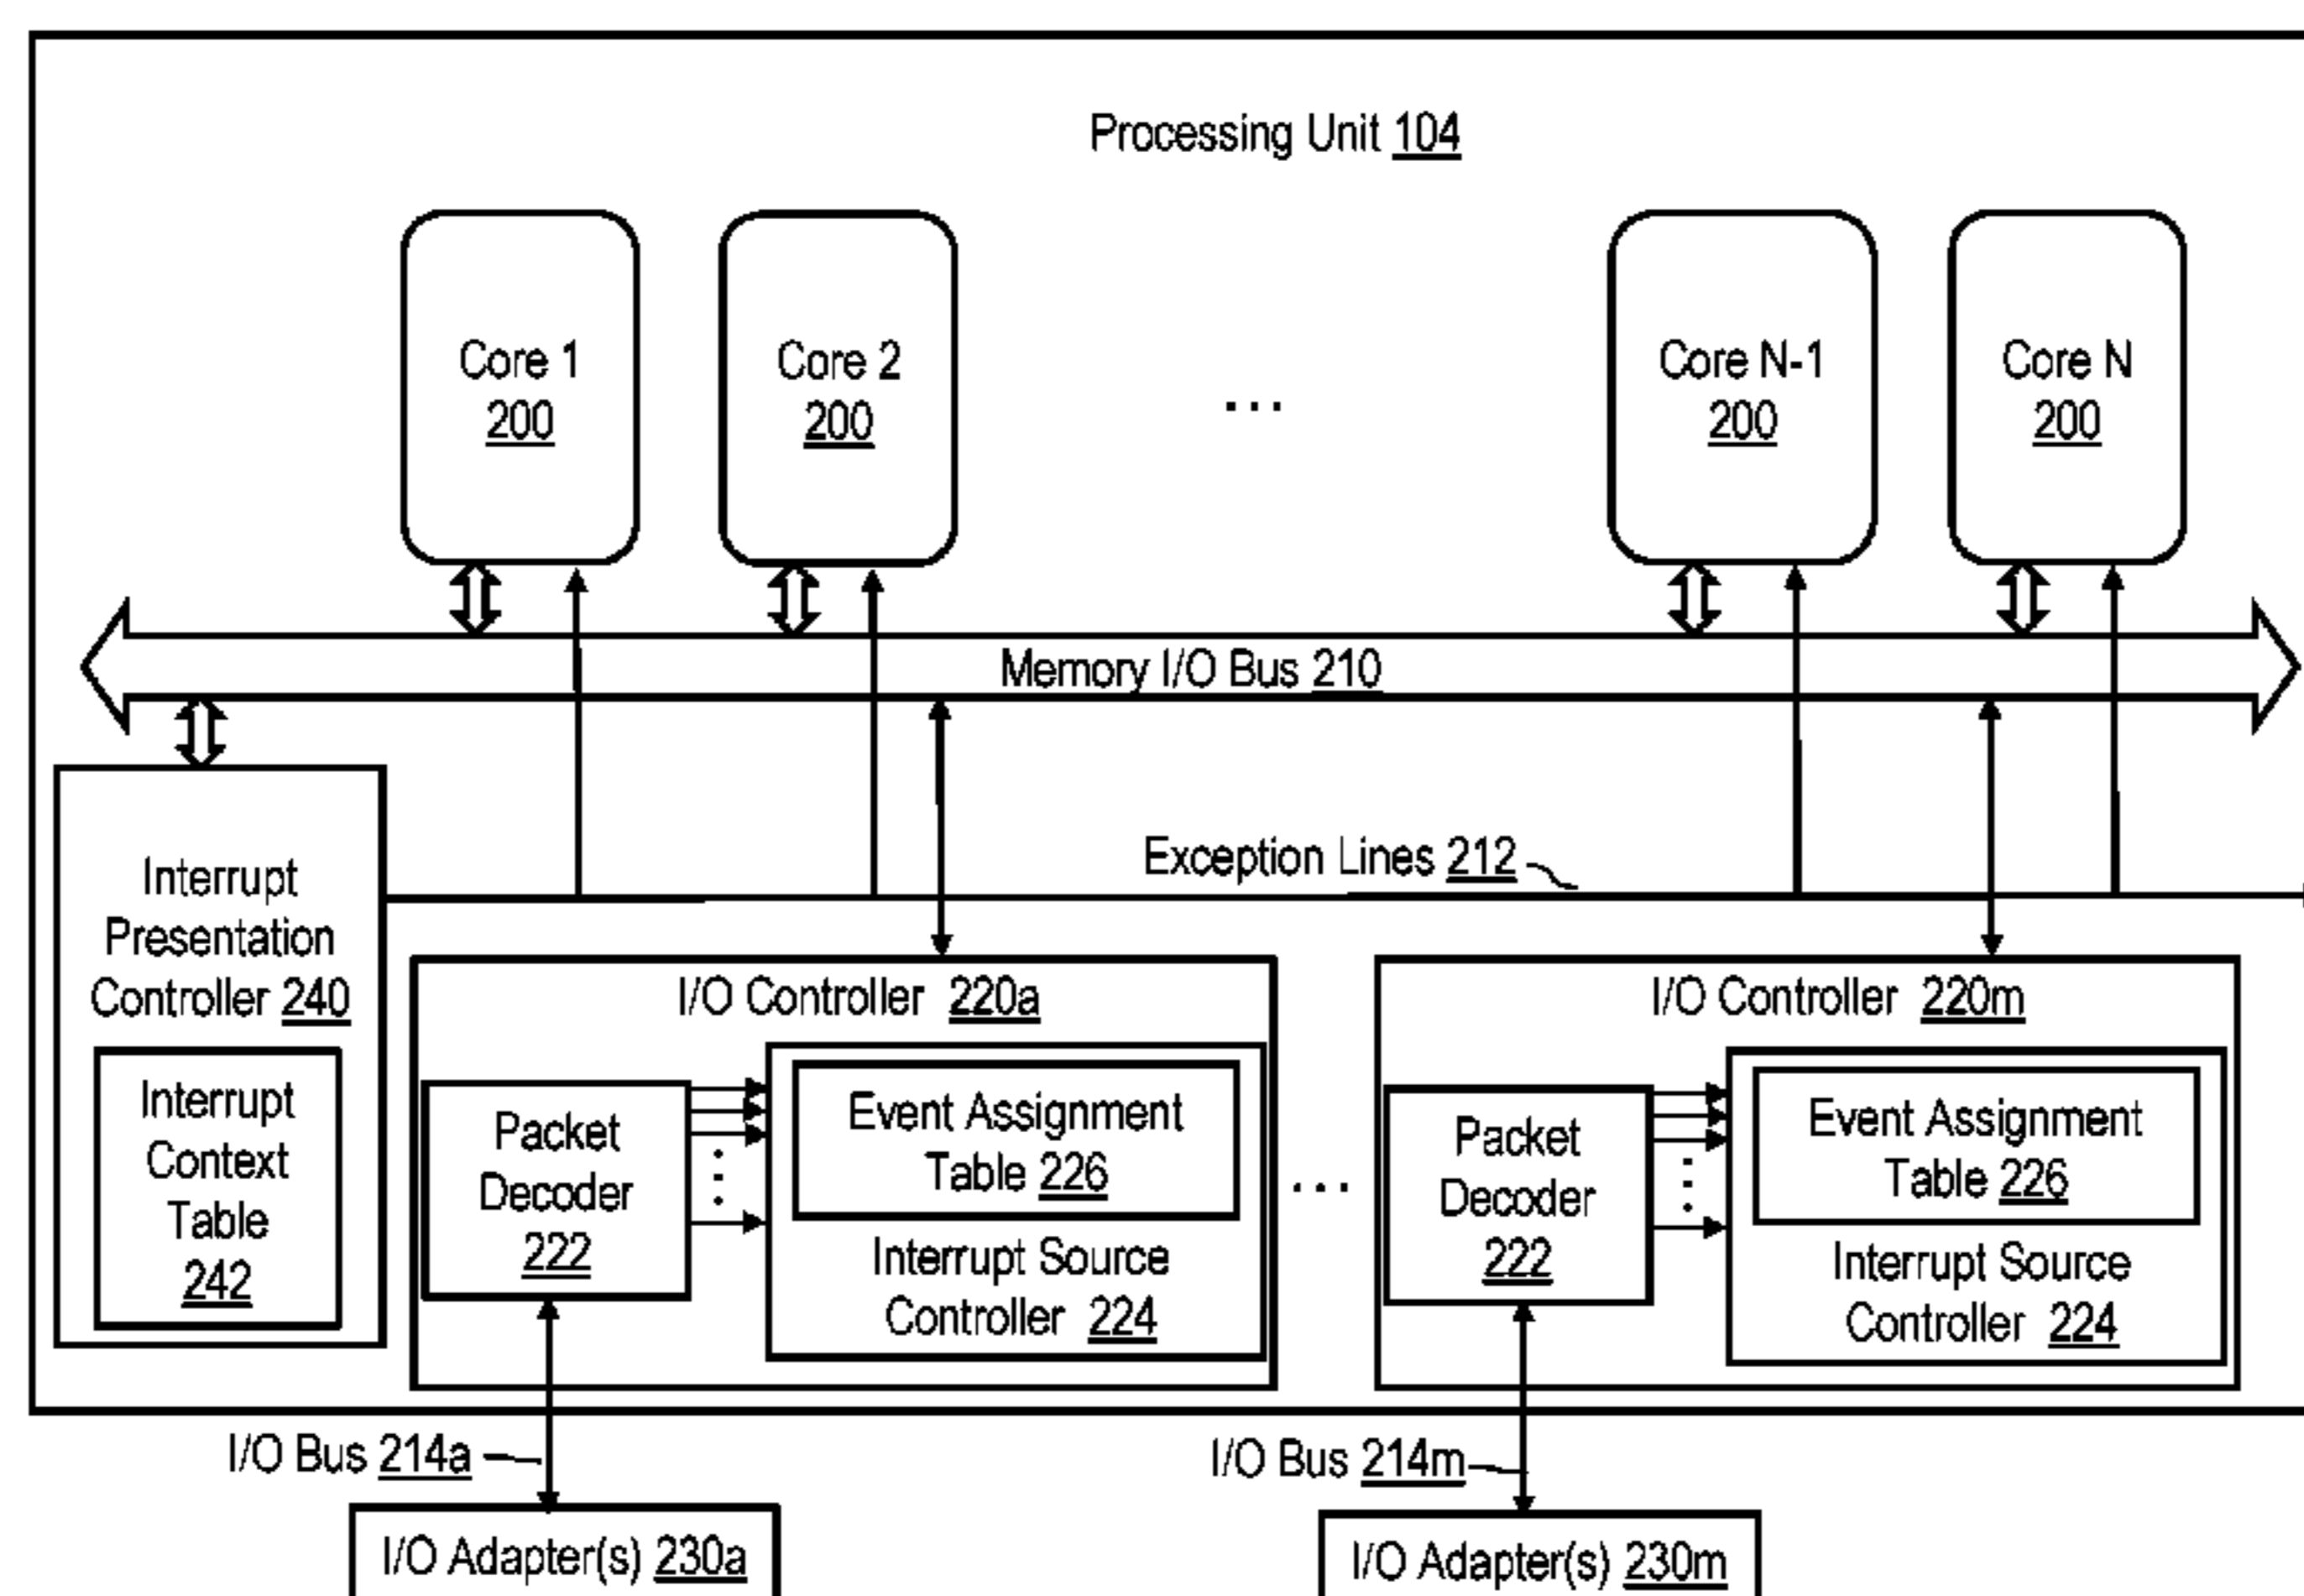 Processing Unit 104
Core 1
200
Core 2
200
...
Core N-1
200
Core N
200
Memory I/O Bus 210
Exception Lines 212
Interrupt
Presentation
Controller 240
Interrupt
Context
Table
242
I/O Controller 220a
Packet
Decoder
222
Event Assignment
Table 226
Interrupt Source
Controller 224
...
I/O Controller 220m
Packet
Decoder
222
Event Assignment
Table 226
Interrupt Source
Controller 224
I/O Bus 214a
I/O Bus 214m
I/O Adapter(s) 230a
I/O Adapter(s) 230m